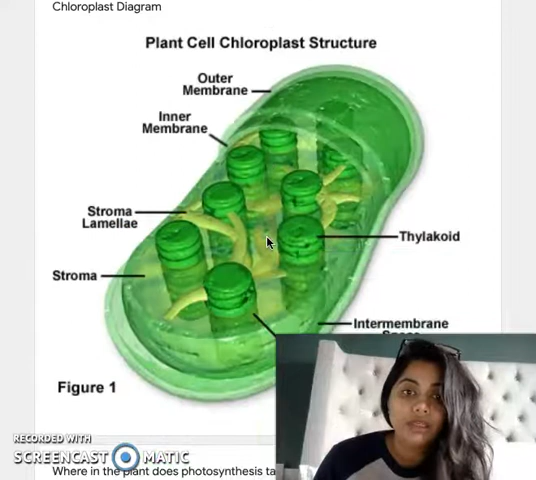 Chloroplast Diagram
Plant Cell Chloroplast Structure
Outer
Membrane
Inner
Membrane
Stroma
Lamellae
Thylakoid
Stroma
Intermembrane
Figure 1
RECORDED WITH
SCREENCAST MATIC
Where in the plant does photosynthesis